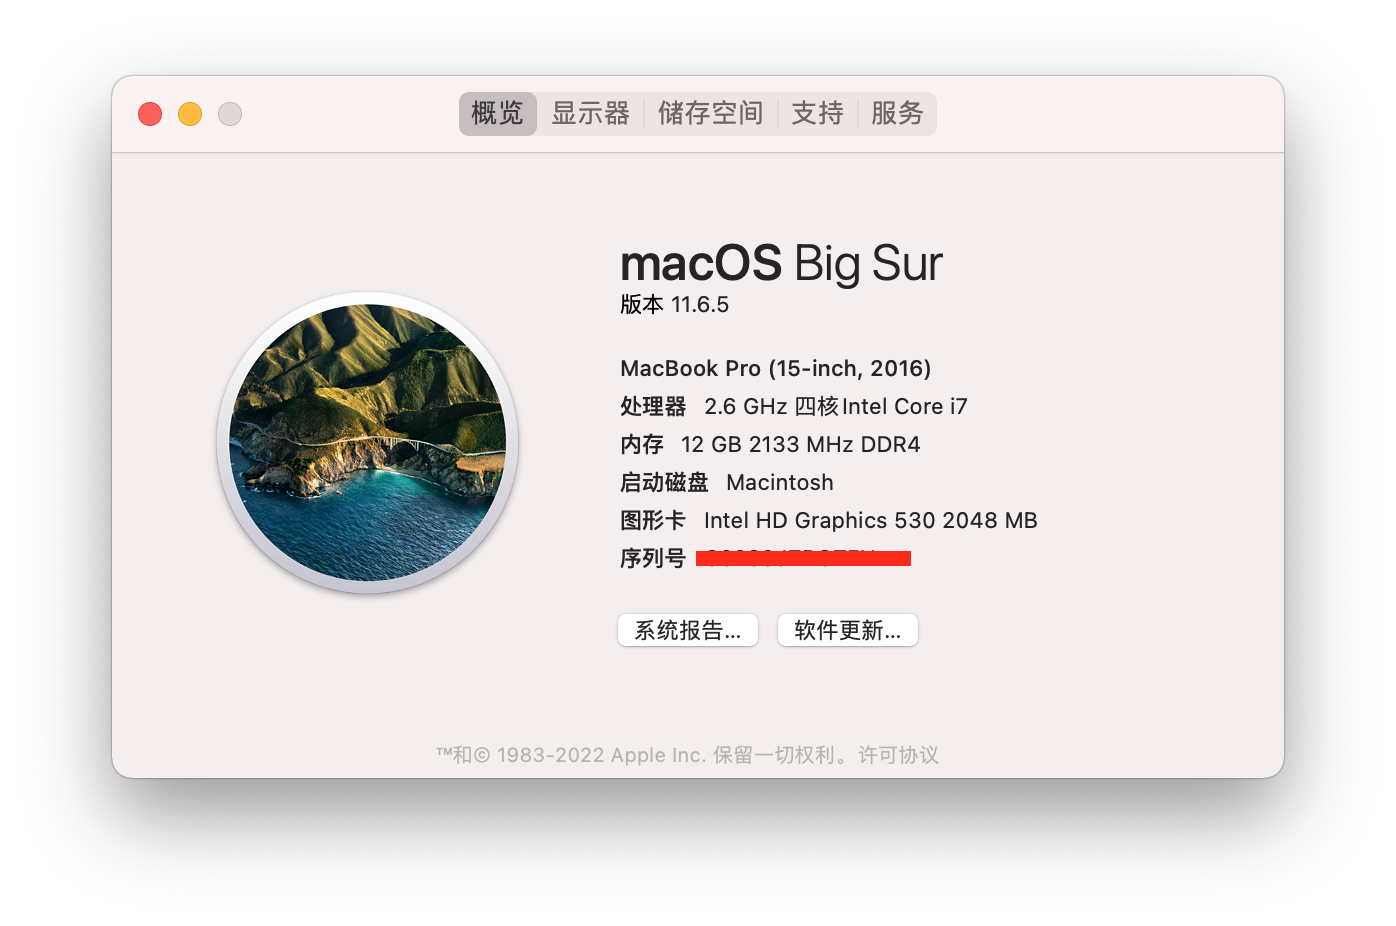 概览 显示器 储存空间 支持 服务
macOS Big Sur
版本 11.6.5
MacBook Pro (15-inch, 2016)
处理器 2.6 GHz 四核Intel Core i7
内存 12 GB 2133 MHz DDR4
启动磁盘 Macintosh
图形卡 Intel HD Graphics 530 2048 MB
序列号
系统报告... 软件更新...
™和© 1983-2022 Apple Inc. 保留一切权利。许可协议